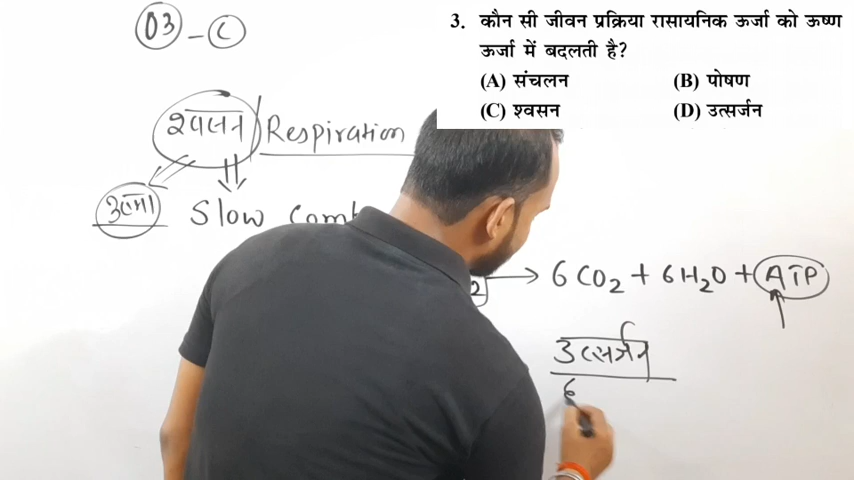 3. कौन सी जीवन प्रक्रिया रासायनिक ऊर्जा को ऊष्ण
ऊर्जा में बदलती है?
(A) संचलन (B) पोषण
(C) श्वसन (D) उत्सर्जन
03 - C
श्वसन Respiration
Slow
2 → 6CO₂ + 6H₂O + ATP
उत्सर्जन